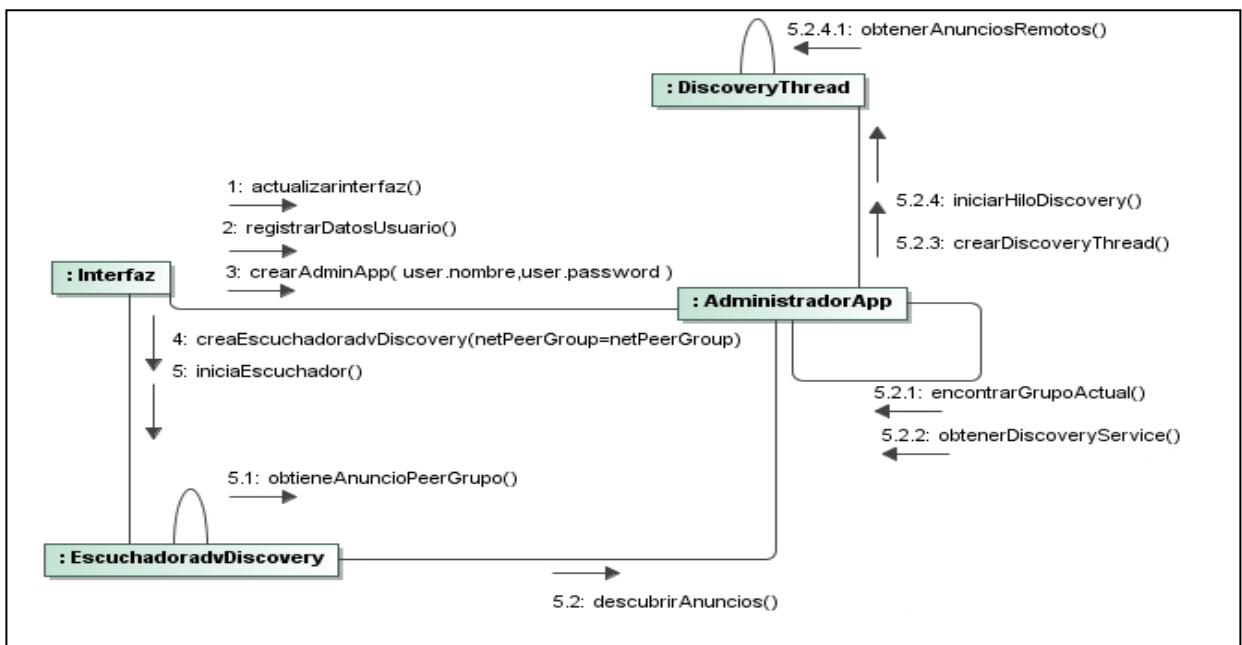 5.2.4.1: obtenerAnunciosRemotos()
: DiscoveryThread
1: actualizarinterfaz()
5.2.4: iniciarHiloDiscovery()
2: registrarDatosUsuario()
5.2.3: crearDiscoveryThread()
: Interfaz
3: crearAdminApp( user.nombre,user.password )
: AdministradorApp
4: creaEscuchadoradvDiscovery(netPeerGroup=netPeerGroup)
5: iniciaEscuchador()
5.2.1: encontrarGrupoActual()
5.2.2: obtenerDiscoveryService()
5.1: obtieneAnuncioPeerGrupo()
: EscuchadoradvDiscovery
5.2: descubrirAnuncios()